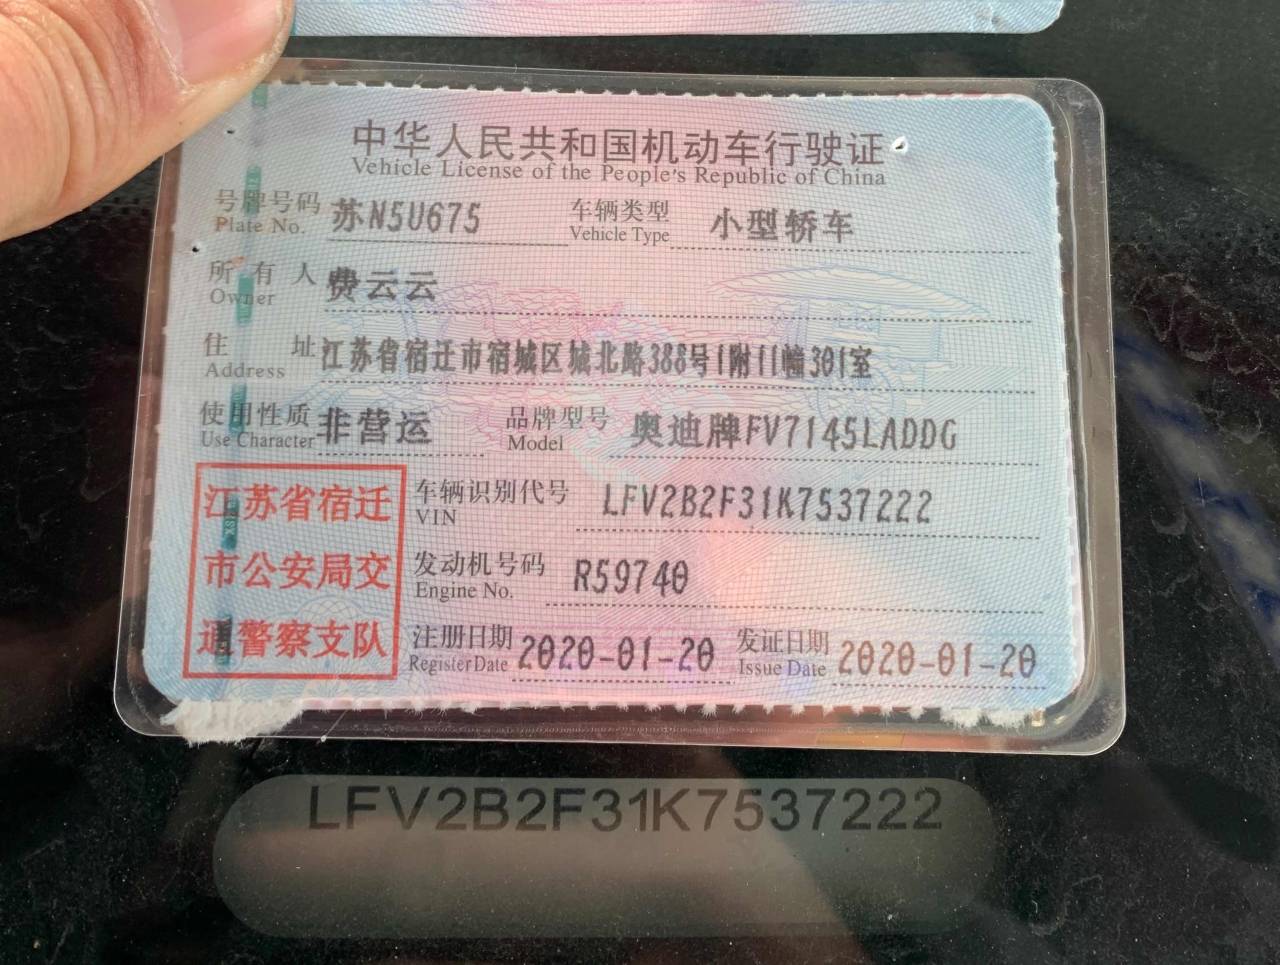 中华人民共和国机动车行驶证
Vehicle License of the People's Republic of China
号牌号码 苏N5U675 车辆类型 小型轿车
Plate No. Vehicle Type
所有人 费云云
Owner
住址 江苏省宿迁市宿城区城北路388号1附11幢301室
Address
使用性质 非营运 品牌型号 奥迪牌FV7145LADDG
Use Character Model
江苏省宿迁
市公安局交
通警察支队
车辆识别代号 LFV2B2F31K7537222
VIN
发动机号码 R59740
Engine No.
注册日期 2020-01-20 发证日期 2020-01-20
Register Date Issue Date
LFV2B2F31K7537222